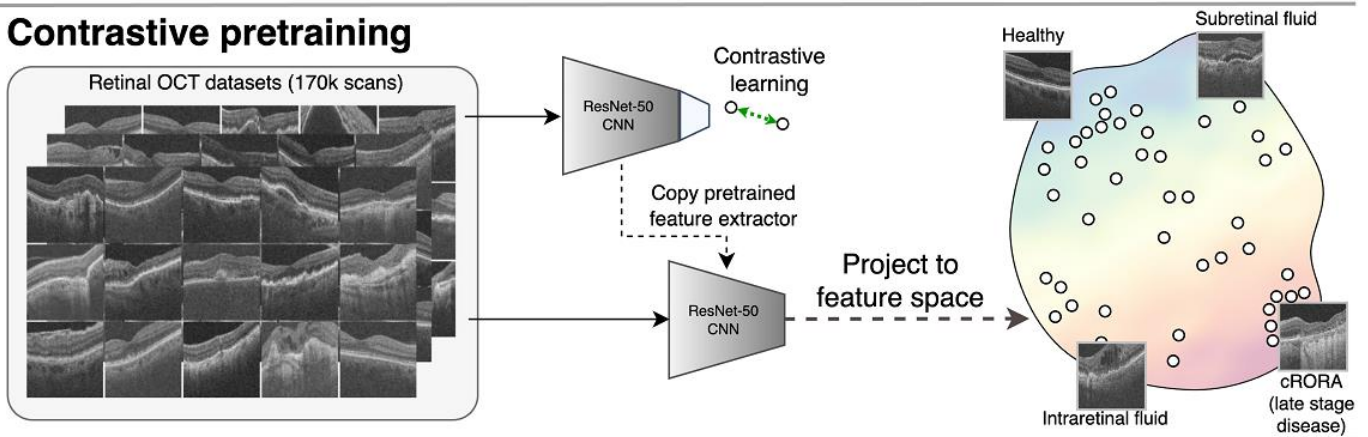 Contrastive pretraining
Retinal OCT datasets (170k scans)
ResNet-50
CNN
Contrastive
learning
Copy pretrained
feature extractor
ResNet-50
CNN
Project to
feature space
Healthy
Subretinal fluid
Intraretinal fluid
cRORA
(late stage
disease)